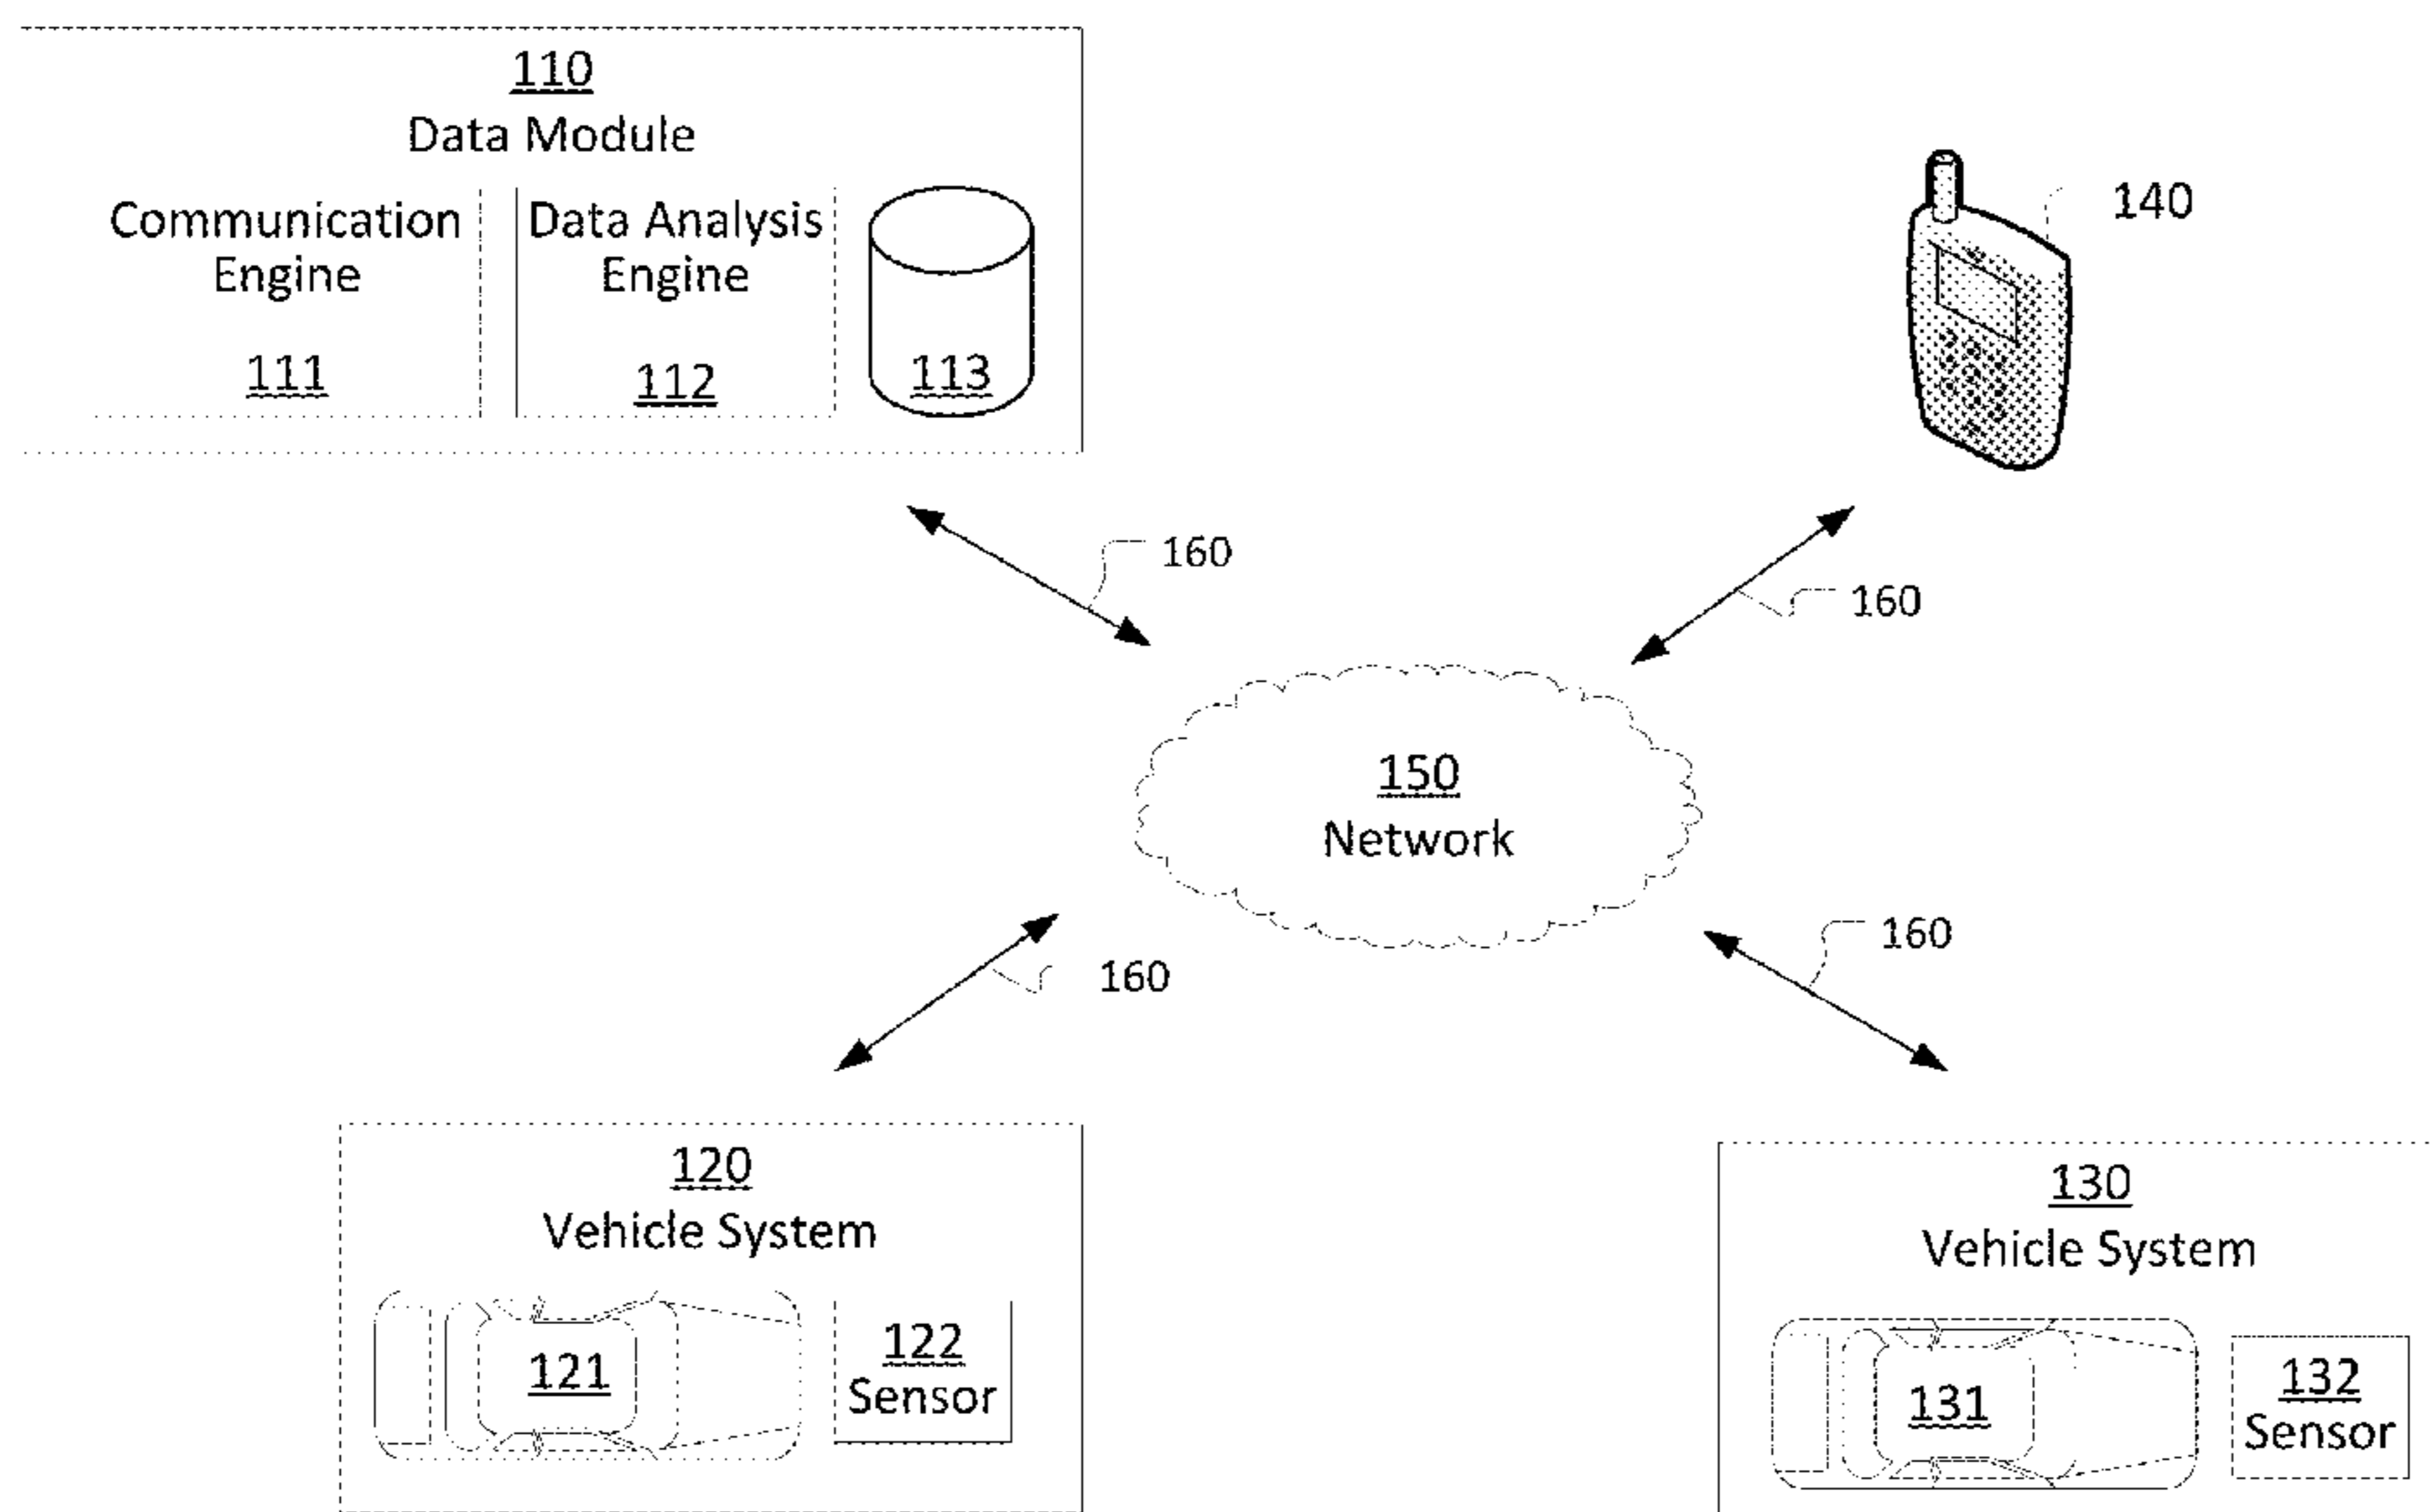 110
Data Module
Communication
Engine
111
Data Analysis
Engine
112
113
140
160
160
150
Network
160
160
120
Vehicle System
121
122
Sensor
130
Vehicle System
131
132
Sensor